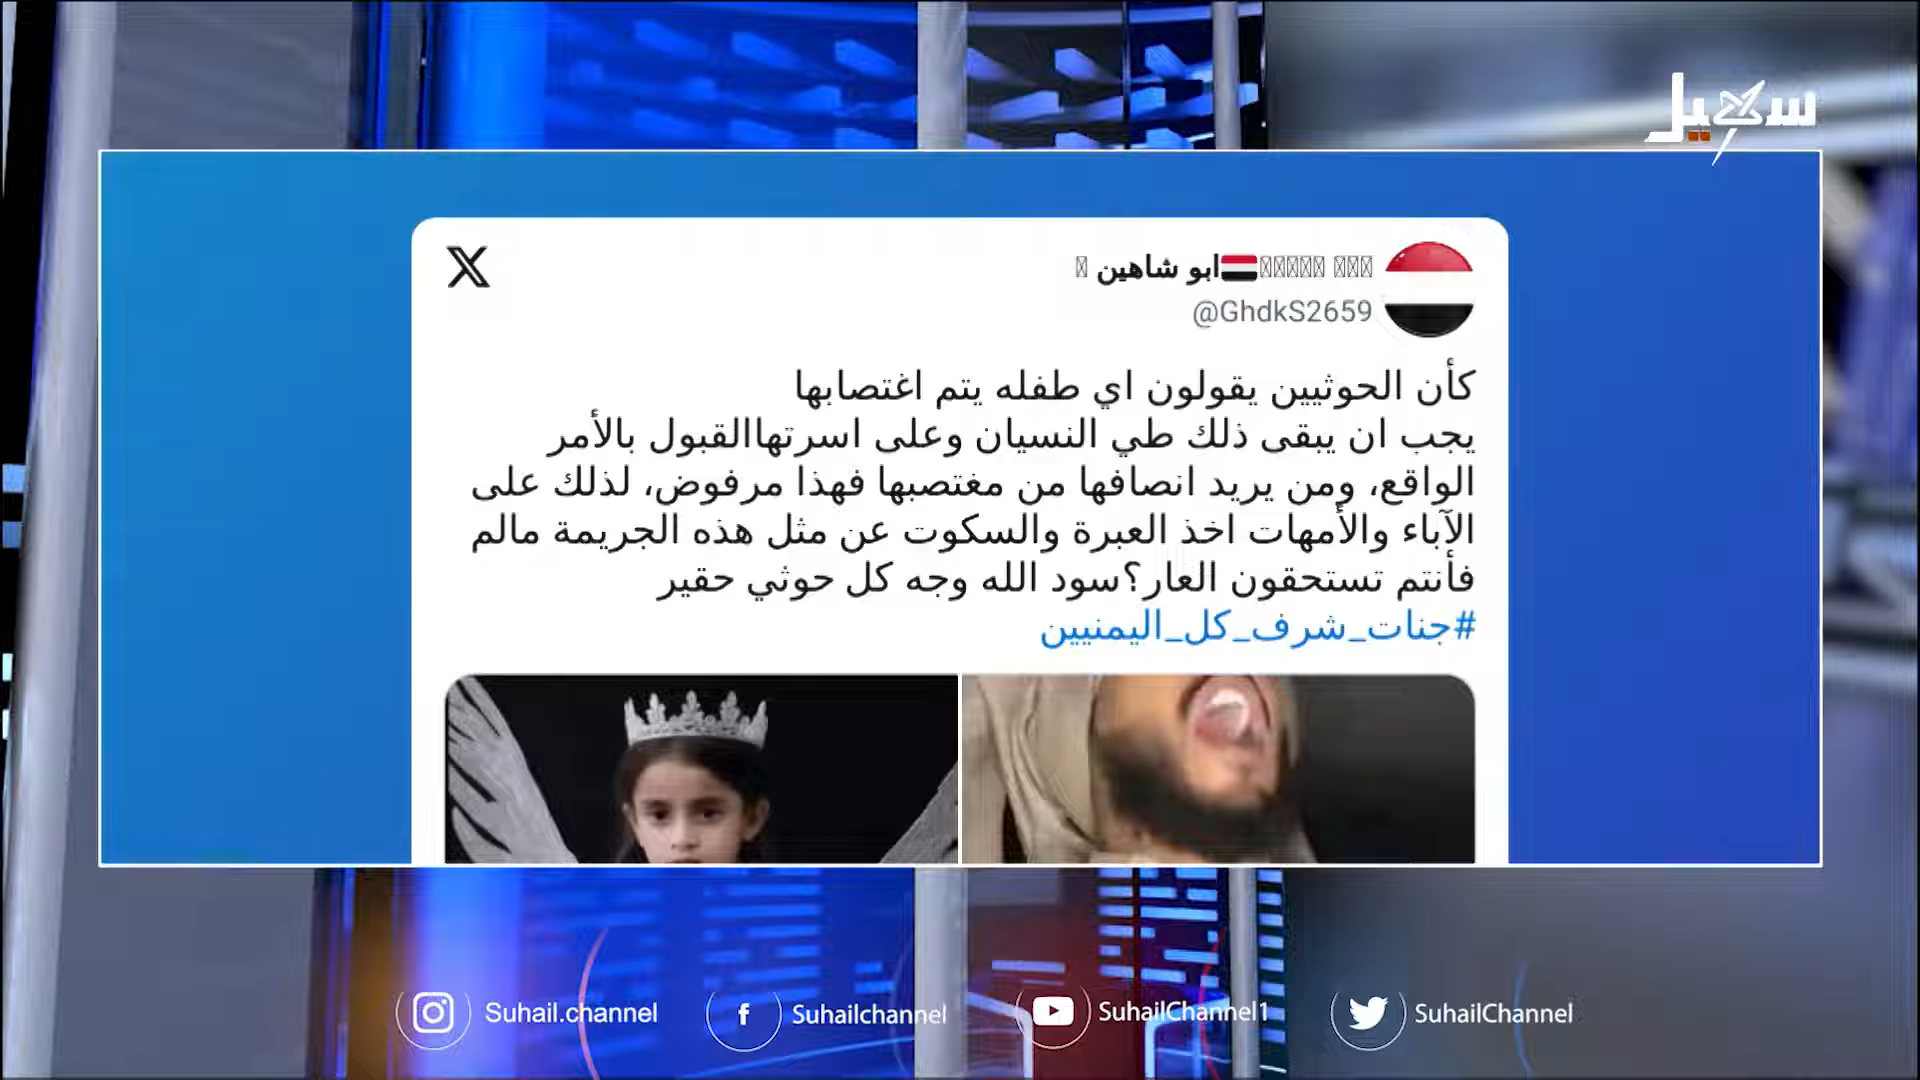 سهيل
ابو شاهين
@GhdkS2659
كأن الحوثيين يقولون اي طفله يتم اغتصابها
يجب ان يبقى ذلك طي النسيان وعلى اسرتهاالقبول بالأمر
الواقع، ومن يريد انصافها من مغتصبها فهذا مرفوض، لذلك على
الآباء والأمهات اخذ العبرة والسكوت عن مثل هذه الجريمة مالم
فأنتم تستحقون العار؟سود الله وجه كل حوثي حقير
#جنات_شرف_كل_اليمنيين
Suhail.channel
Suhailchannel
SuhailChannel1
SuhailChannel